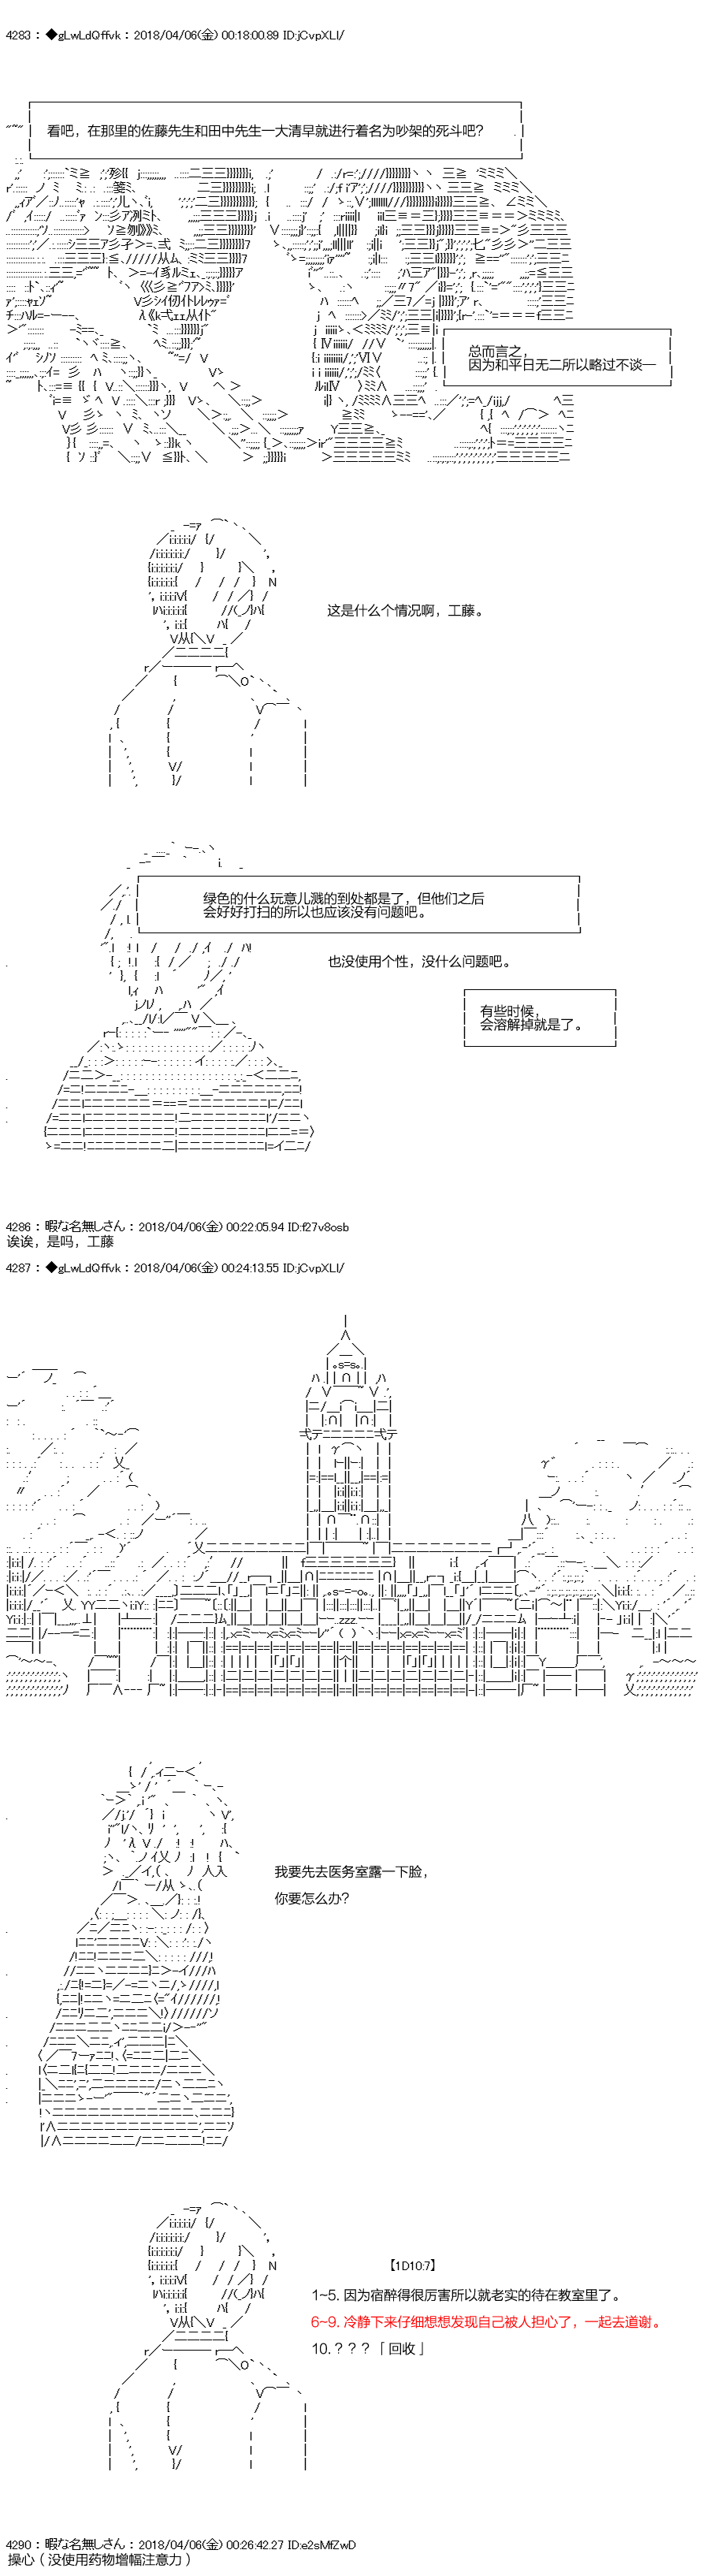 4283 : ◆gLwLdQffvk : 2018/04/06(金) 00:18:00.89 ID:jCvpXLI/
看吧，在那里的佐藤先生和田中先生一大清早就进行着名为吵架的死斗吧？
总而言之，
因为和平日无二所以略过不谈—
这是什么个情况啊，工藤。
绿色的什么玩意儿溅的到处都是了，但他们之后
会好好打扫的所以也应该没有问题吧。
也没使用个性，没什么问题吧。
有些时候，
会溶解掉就是了。
4286 : 暇な名無しさん : 2018/04/06(金) 00:22:05.94 ID:f27v8osb
诶诶，是吗，工藤
4287 : ◆gLwLdQffvk : 2018/04/06(金) 00:24:13.55 ID:jCvpXLI/
我要先去医务室露一下脸，
你要怎么办？
【1D10:7】
1~5. 因为宿醉得很厉害所以就老实的待在教室里了。
6~9. 冷静下来仔细想想发现自己被人担心了，一起去道谢。
10.？？？「回收」
4290 : 暇な名無しさん : 2018/04/06(金) 00:26:42.27 ID:e2sMfZwD
操心（没使用药物增幅注意力）